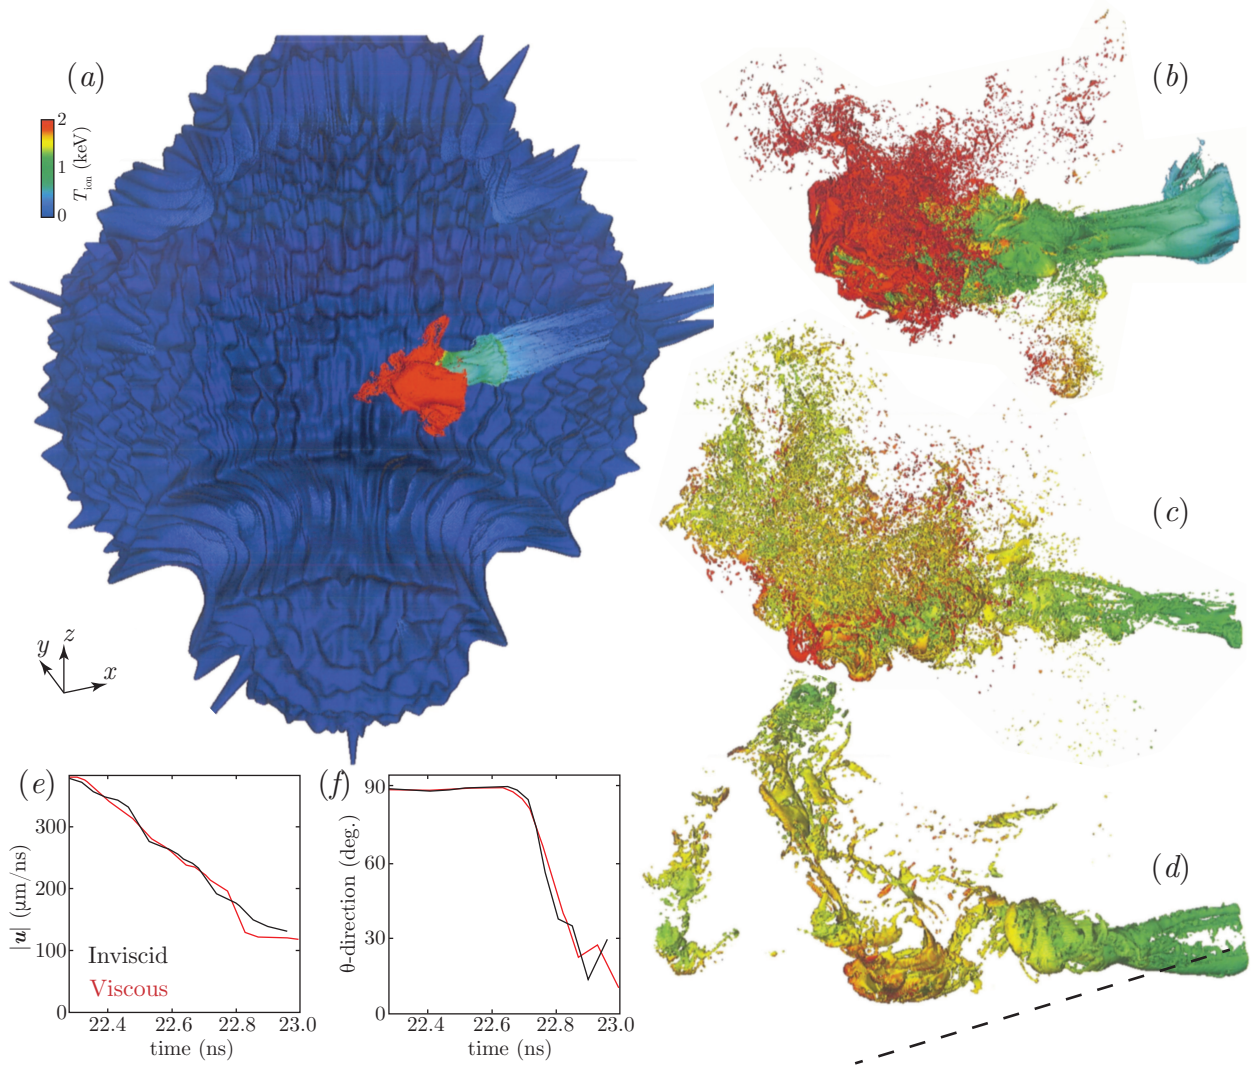 (a)
2
1
0
T_ion (keV)
(b)
(c)
(d)
y
z
x
(e)
300
200
100
0
|u| (μm/ns)
Inviscid
Viscous
22.4
22.6
22.8
23.0
time (ns)
(f)
90
60
30
0
θ-direction (deg.)
22.4
22.6
22.8
23.0
time (ns)